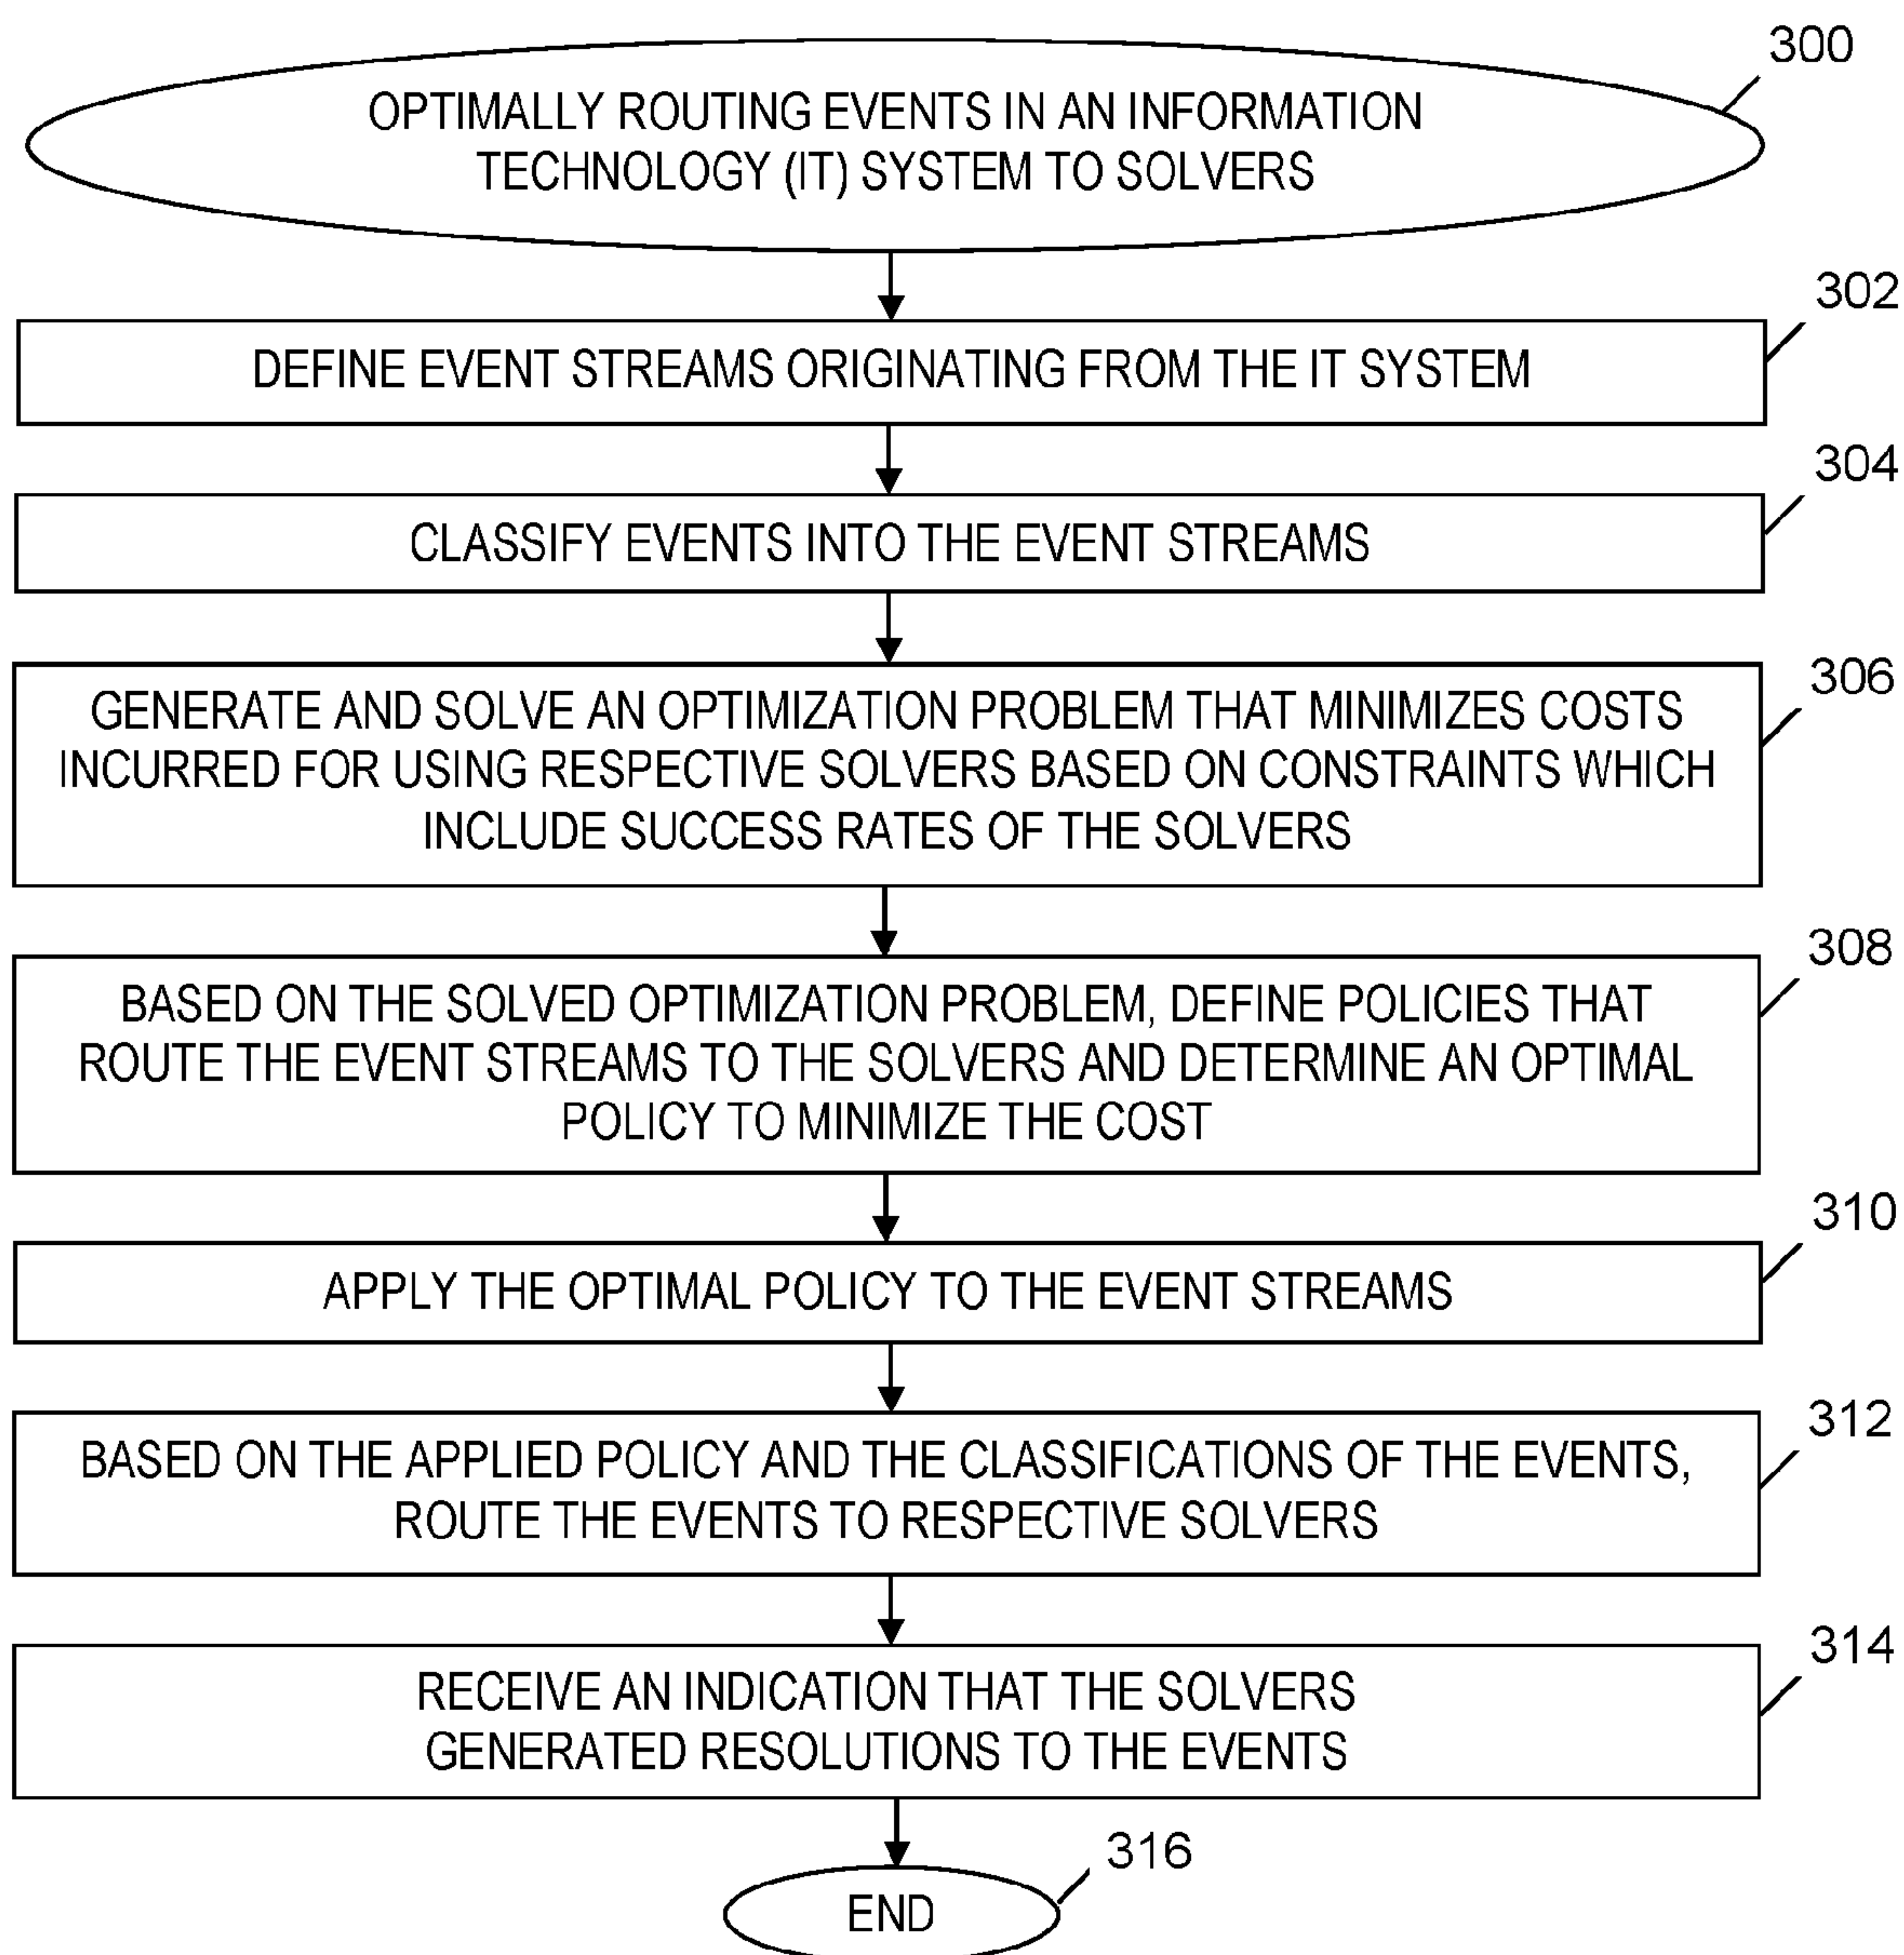 300
OPTIMALLY ROUTING EVENTS IN AN INFORMATION
TECHNOLOGY (IT) SYSTEM TO SOLVERS
302
DEFINE EVENT STREAMS ORIGINATING FROM THE IT SYSTEM
304
CLASSIFY EVENTS INTO THE EVENT STREAMS
306
GENERATE AND SOLVE AN OPTIMIZATION PROBLEM THAT MINIMIZES COSTS
INCURRED FOR USING RESPECTIVE SOLVERS BASED ON CONSTRAINTS WHICH
INCLUDE SUCCESS RATES OF THE SOLVERS
308
BASED ON THE SOLVED OPTIMIZATION PROBLEM, DEFINE POLICIES THAT
ROUTE THE EVENT STREAMS TO THE SOLVERS AND DETERMINE AN OPTIMAL
POLICY TO MINIMIZE THE COST
310
APPLY THE OPTIMAL POLICY TO THE EVENT STREAMS
312
BASED ON THE APPLIED POLICY AND THE CLASSIFICATIONS OF THE EVENTS,
ROUTE THE EVENTS TO RESPECTIVE SOLVERS
314
RECEIVE AN INDICATION THAT THE SOLVERS
GENERATED RESOLUTIONS TO THE EVENTS
316
END